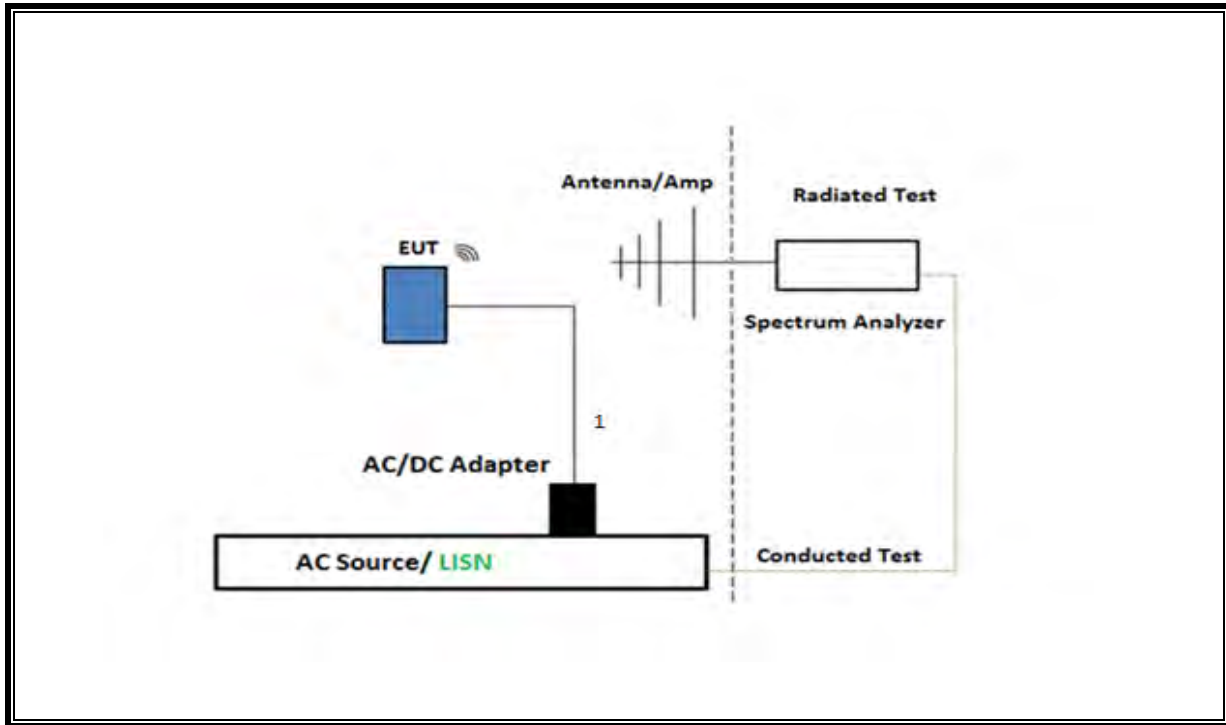 Antenna/Amp
Radiated Test
EUT
Spectrum Analyzer
1
AC/DC Adapter
AC Source/ LISN
Conducted Test